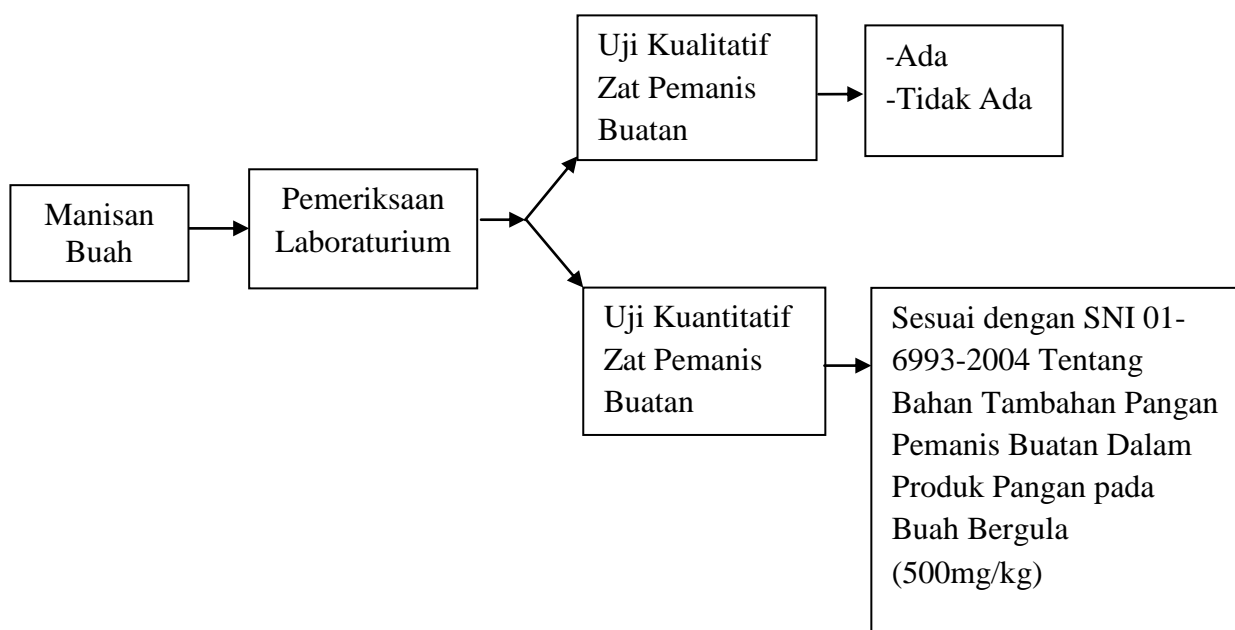 Manisan
Buah
Pemeriksaan
Laboraturium
Uji Kualitatif
Zat Pemanis
Buatan
-Ada
-Tidak Ada
Uji Kuantitatif
Zat Pemanis
Buatan
Sesuai dengan SNI 01-
6993-2004 Tentang
Bahan Tambahan Pangan
Pemanis Buatan Dalam
Produk Pangan pada
Buah Bergula
(500mg/kg)